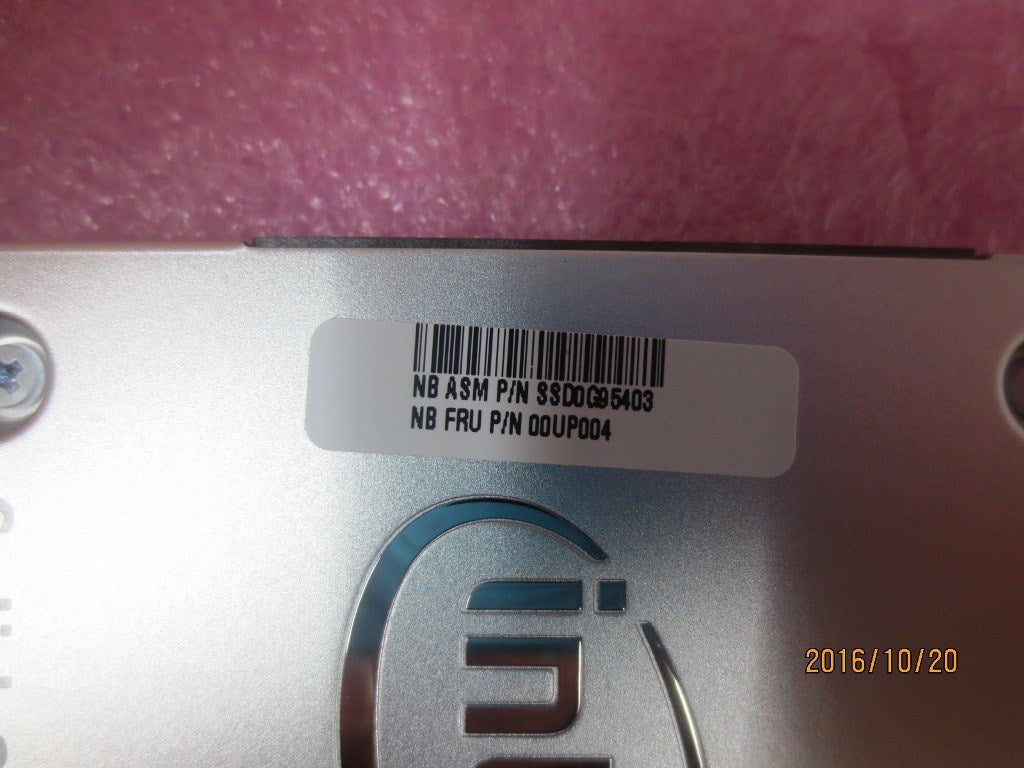 NB ASM P/N SSD0G95403
NB FRU P/N 00UP004
2016/10/20